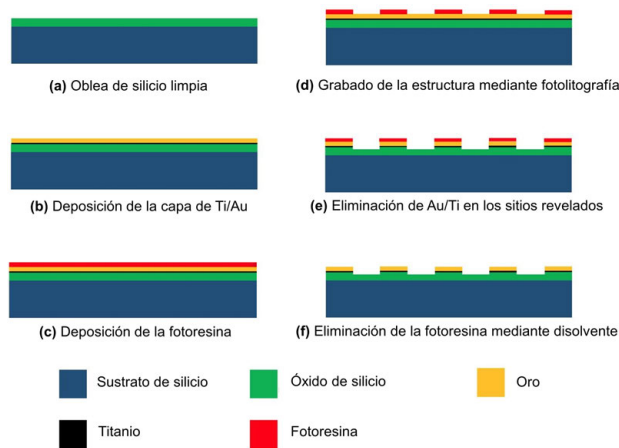 (a) Oblea de silicio limpia
(b) Deposición de la capa de Ti/Au
(c) Deposición de la fotoresina
(d) Grabado de la estructura mediante fotolitografía
(e) Eliminación de Au/Ti en los sitios revelados
(f) Eliminación de la fotoresina mediante disolvente
Sustrato de silicio
Óxido de silicio
Oro
Titanio
Fotoresina